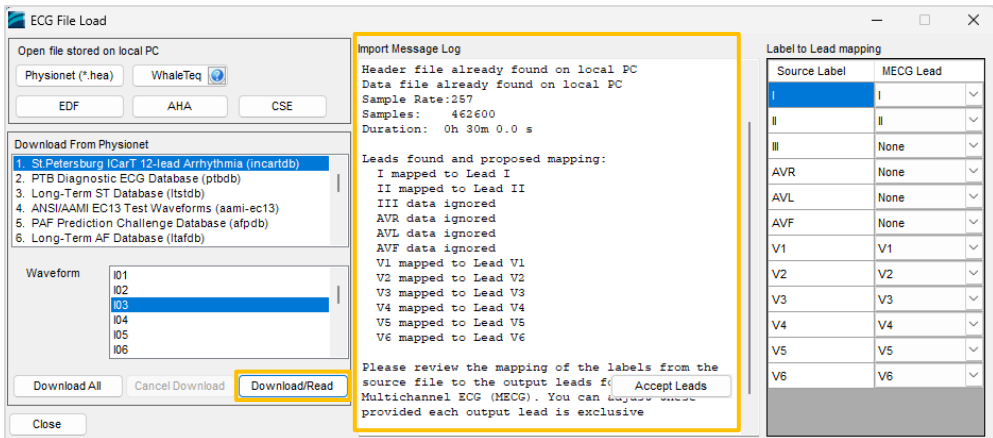 ECG File Load
Open file stored on local PC
Physionet (*.hea)
WhaleTeq
EDF
AHA
CSE
Download From Physionet
1. St.Petersburg ICarT 12-lead Arrhythmia (incartdb)
2. PTB Diagnostic ECG Database (ptbdb)
3. Long-Term ST Database (ltstdb)
4. ANSI/AAMI EC13 Test Waveforms (aami-ec13)
5. PAF Prediction Challenge Database (afpdb)
6. Long-Term AF Database (ltafdb)
Waveform
I01
I02
I03
I04
I05
I06
Download All
Cancel Download
Download/Read
Close
Import Message Log
Header file already found on local PC
Data file already found on local PC
Sample Rate:257
Samples: 462600
Duration: 0h 30m 0.0 s
Leads found and proposed mapping:
I mapped to Lead I
II mapped to Lead II
III data ignored
AVR data ignored
AVL data ignored
AVF data ignored
V1 mapped to Lead V1
V2 mapped to Lead V2
V3 mapped to Lead V3
V4 mapped to Lead V4
V5 mapped to Lead V5
V6 mapped to Lead V6
Please review the mapping of the labels from the
source file to the output leads
Multichannel ECG (MECG). You can
provided each output lead is exclusive
Accept Leads
Label to Lead mapping
Source Label MECG Lead
I I
II II
III None
AVR None
AVL None
AVF None
V1 V1
V2 V2
V3 V3
V4 V4
V5 V5
V6 V6